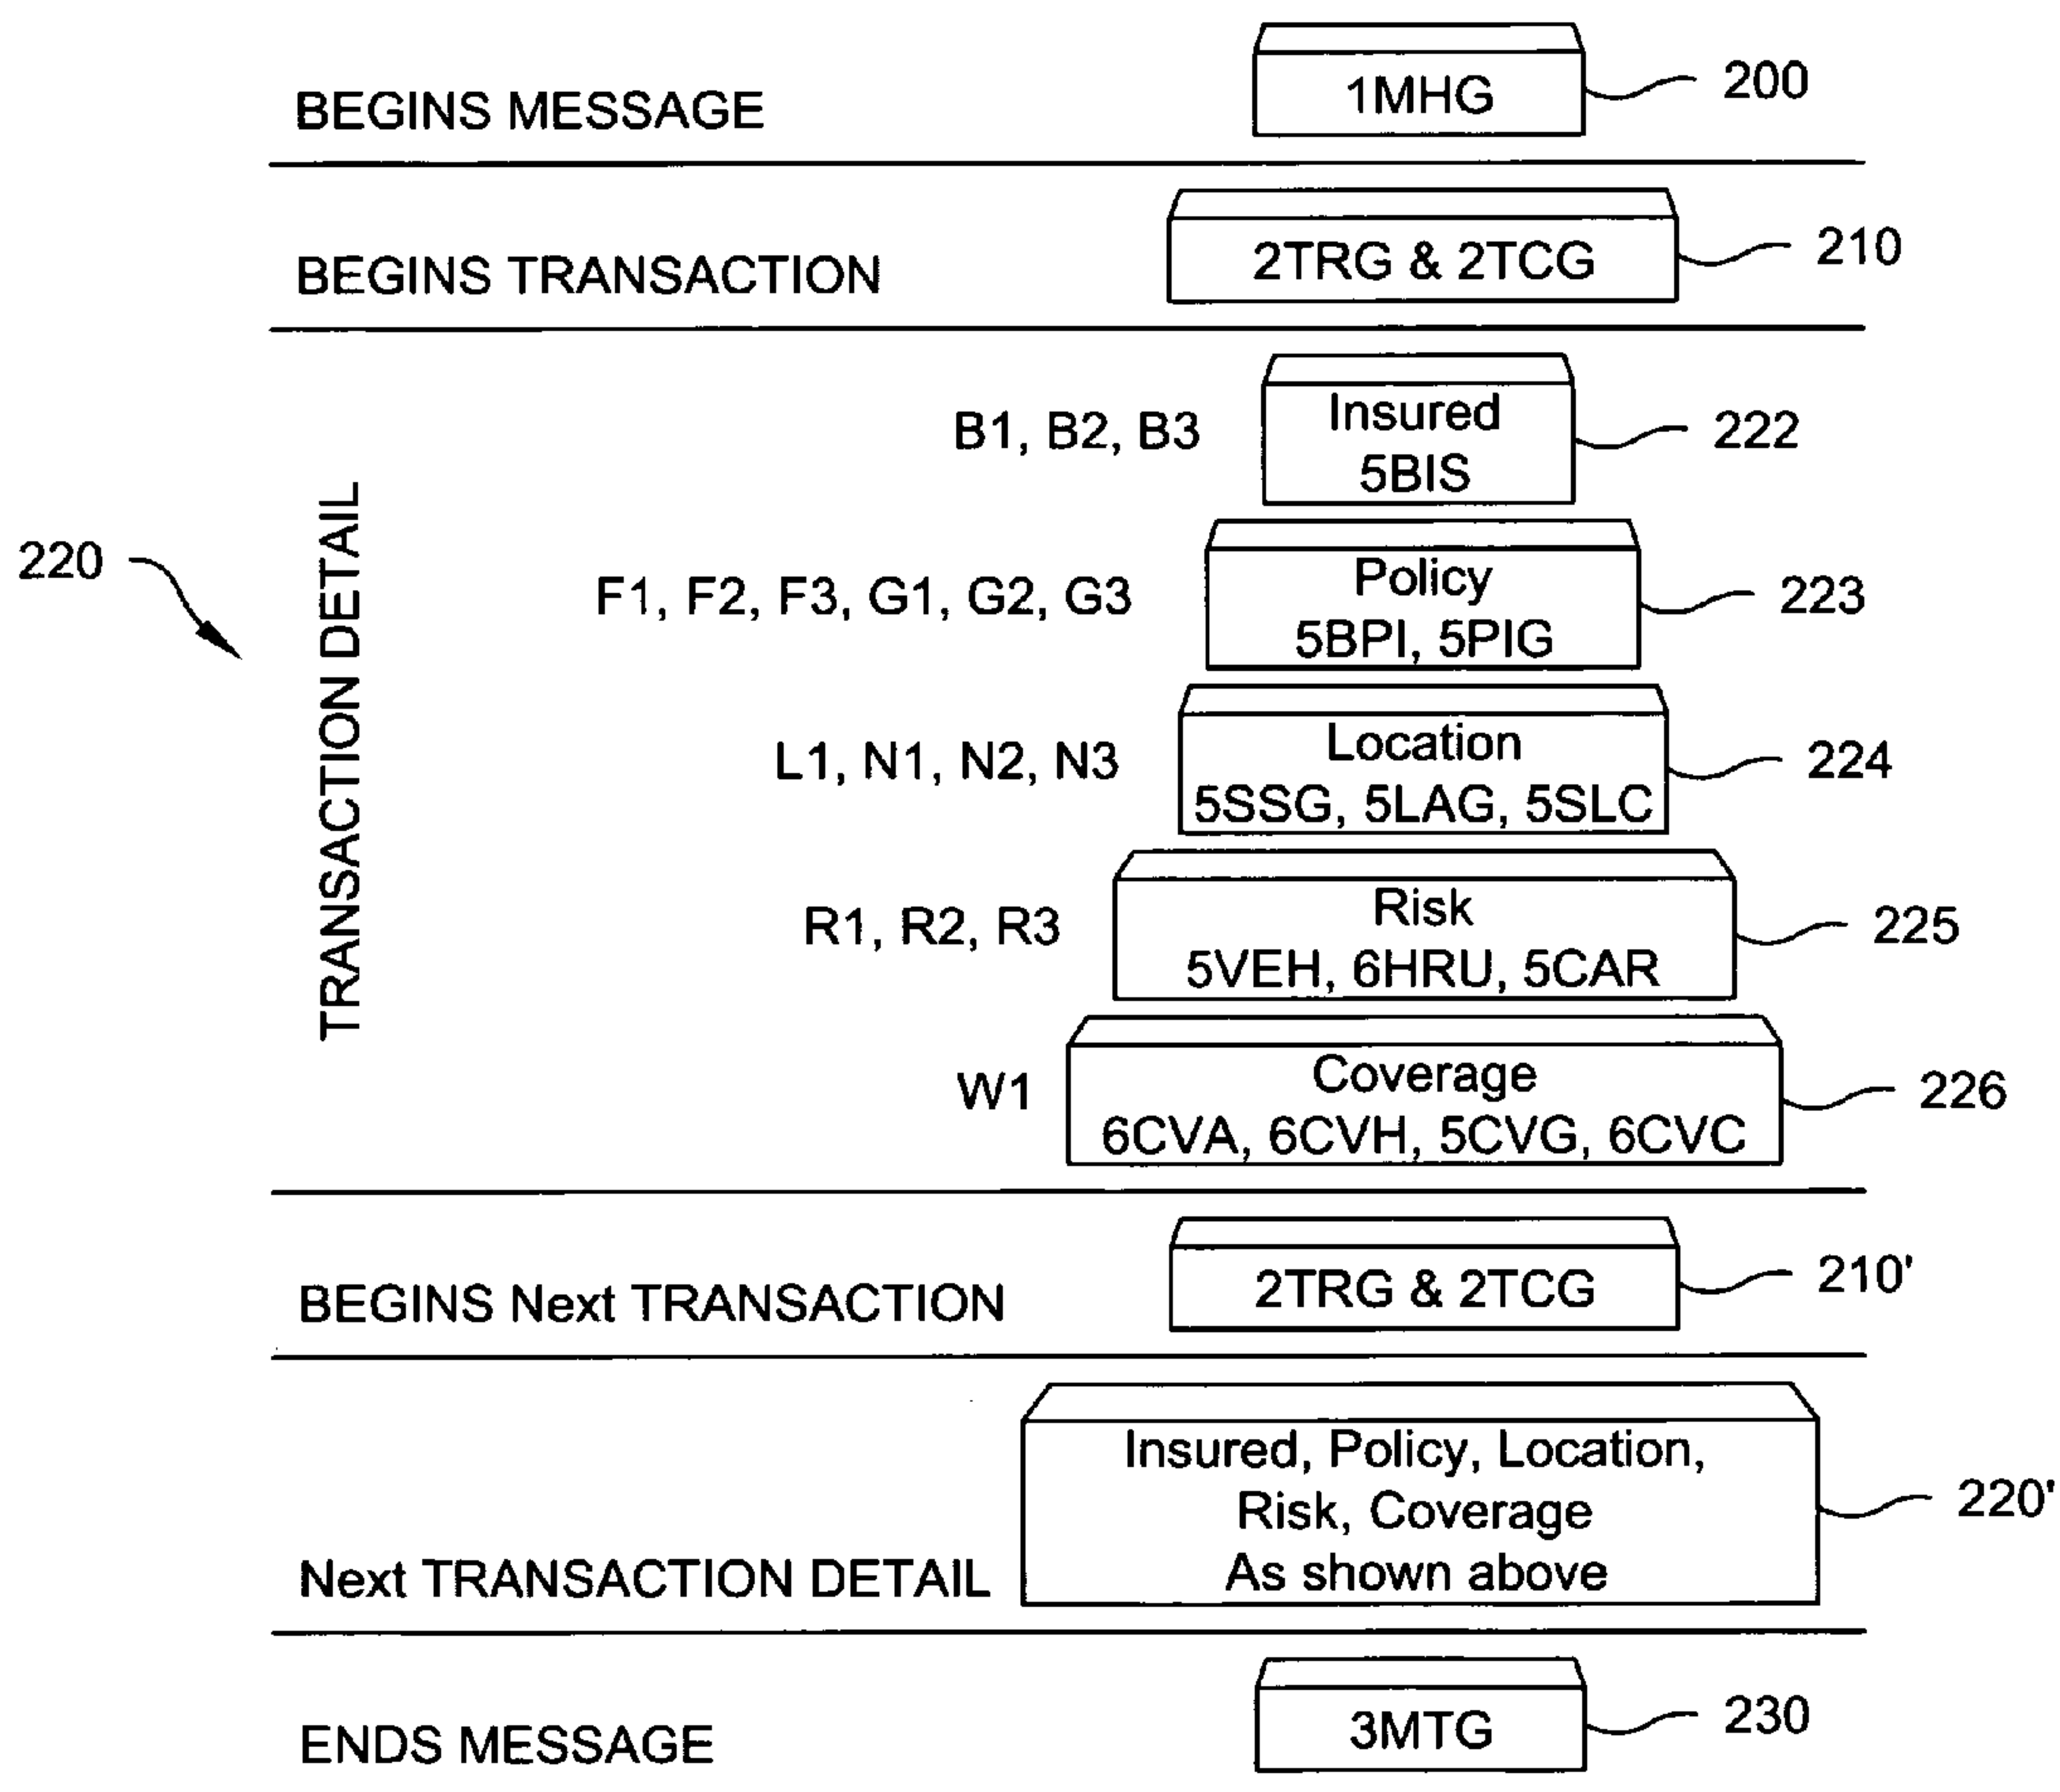 1MHG
200
BEGINS MESSAGE
2TRG & 2TCG
210
BEGINS TRANSACTION
220
TRANSACTION DETAIL
B1, B2, B3
Insured
5BIS
222
F1, F2, F3, G1, G2, G3
Policy
5BPI, 5PIG
223
L1, N1, N2, N3
Location
5SSG, 5LAG, 5SLC
224
R1, R2, R3
Risk
5VEH, 6HRU, 5CAR
225
W1
Coverage
6CVA, 6CVH, 5CVG, 6CVC
226
2TRG & 2TCG
210'
BEGINS Next TRANSACTION
Insured, Policy, Location,
Risk, Coverage
As shown above
220'
Next TRANSACTION DETAIL
3MTG
230
ENDS MESSAGE